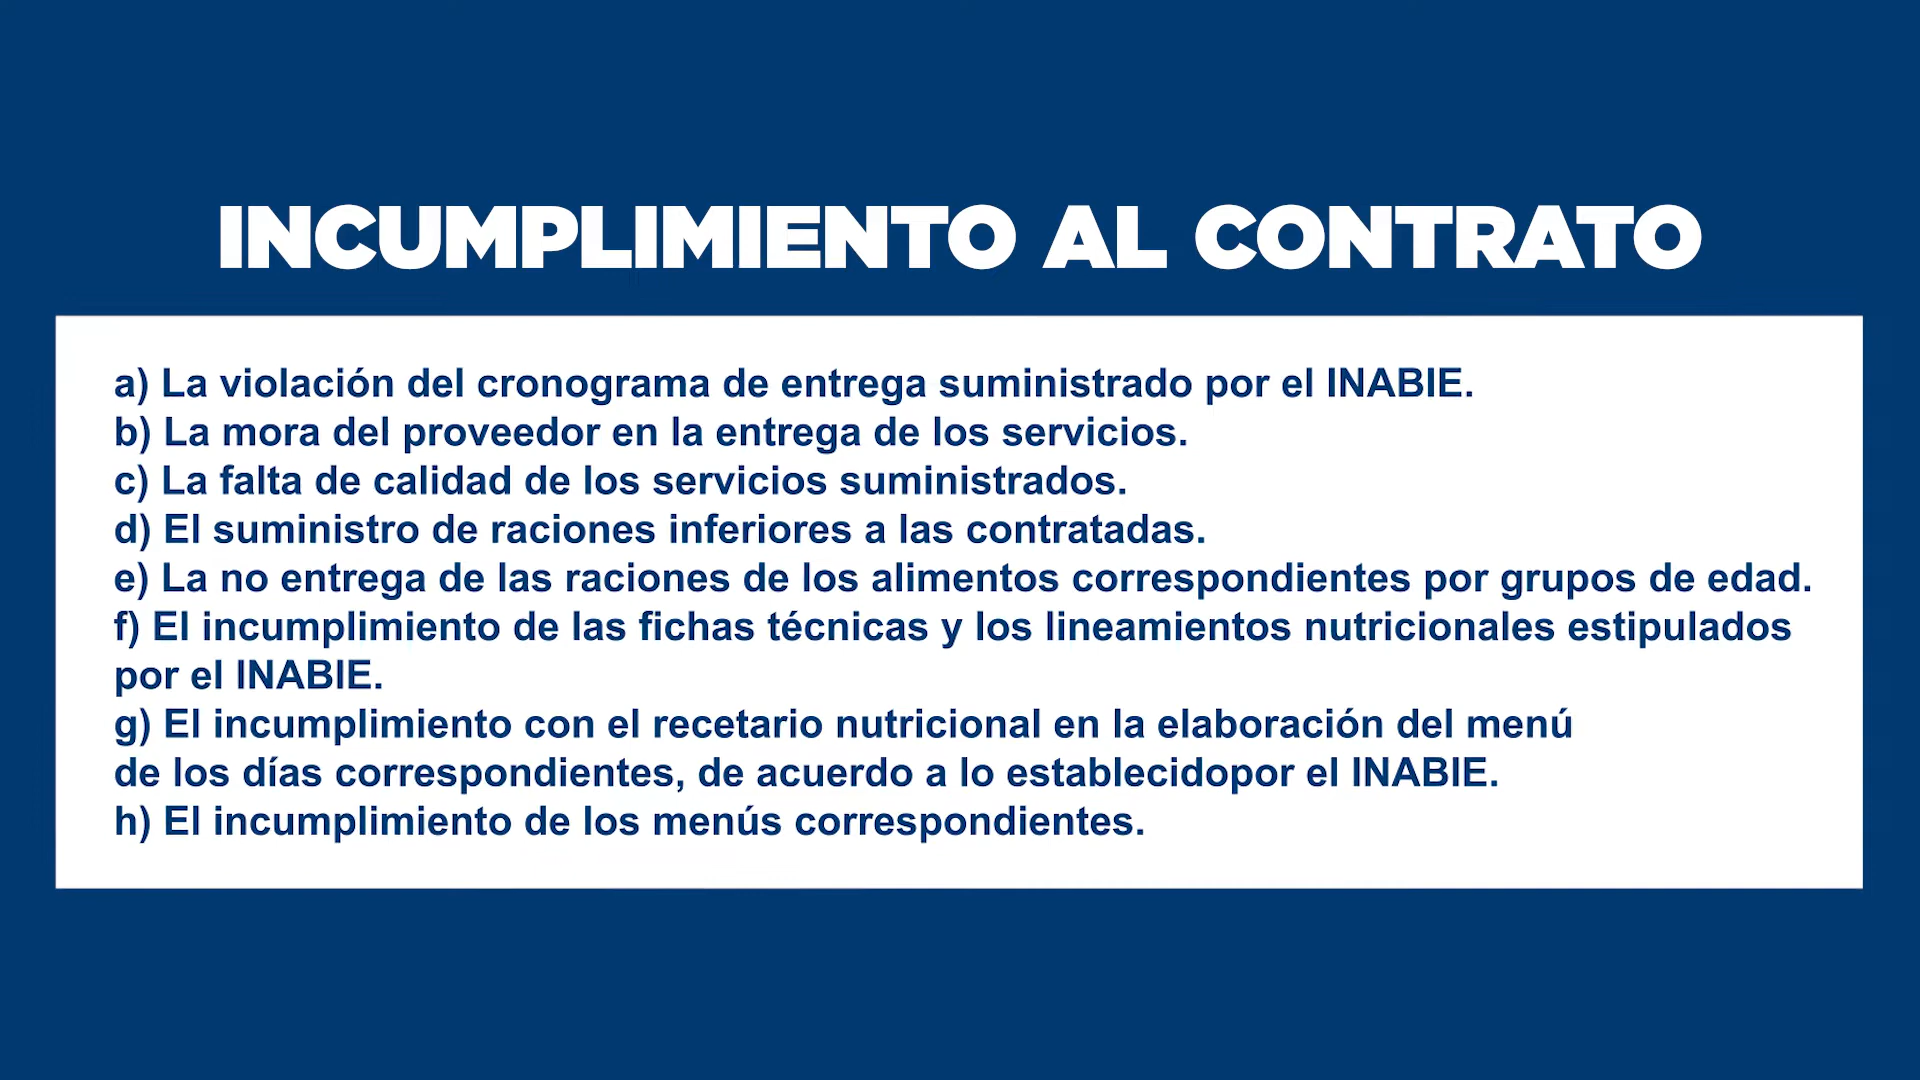 INCUMPLIMIENTO AL CONTRATO
a) La violación del cronograma de entrega suministrado por el INABIE.
b) La mora del proveedor en la entrega de los servicios.
c) La falta de calidad de los servicios suministrados.
d) El suministro de raciones inferiores a las contratadas.
e) La no entrega de las raciones de los alimentos correspondientes por grupos de edad.
f) El incumplimiento de las fichas técnicas y los lineamientos nutricionales estipulados
por el INABIE.
g) El incumplimiento con el recetario nutricional en la elaboración del menú
de los días correspondientes, de acuerdo a lo establecidopor el INABIE.
h) El incumplimiento de los menús correspondientes.